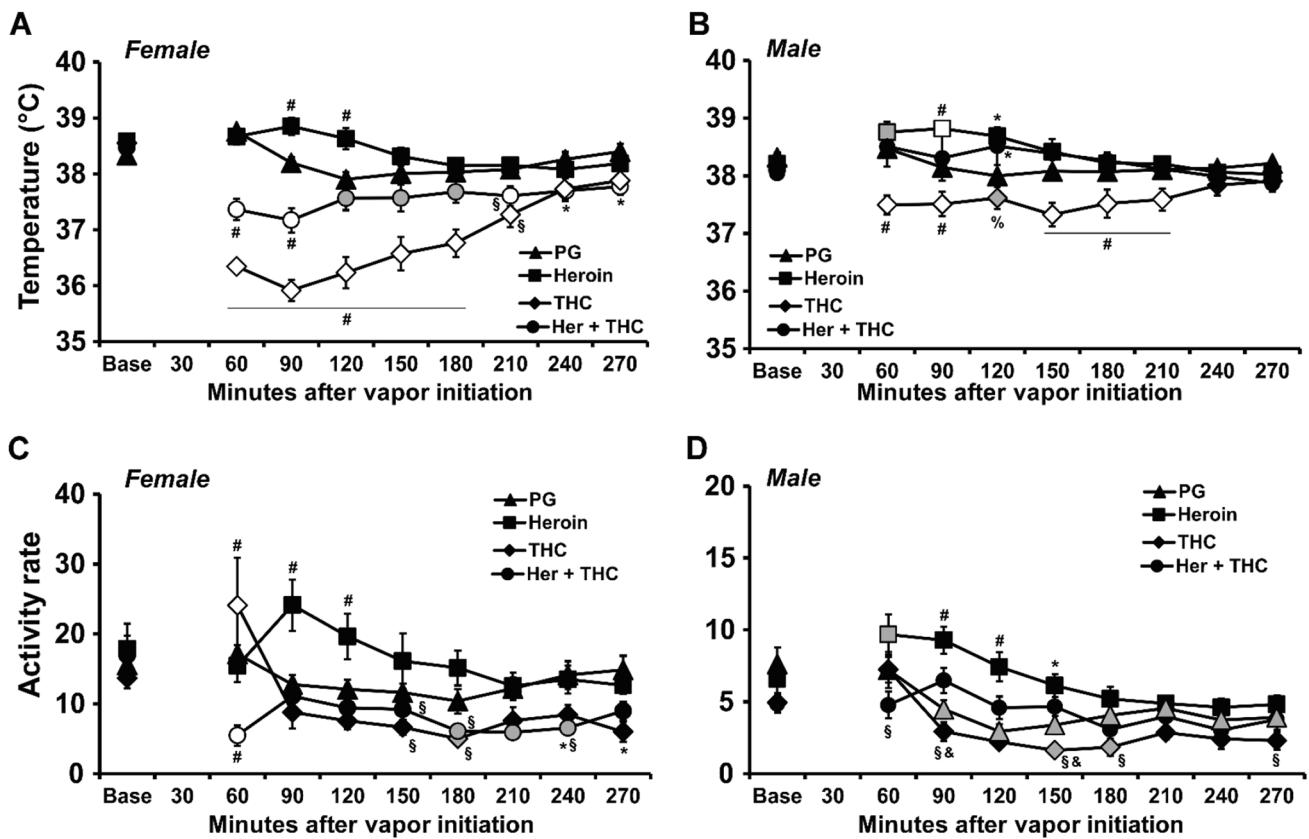 A
Female
Temperature (°C)
40
39
38
37
36
35
#
#
#
#
#
§
§
*
*
PG
Heroin
THC
Her + THC
Base 30 60 90 120 150 180 210 240 270
Minutes after vapor initiation
B
Male
40
39
38
37
36
35
#
*
*
#
#
%
#
PG
Heroin
THC
Her + THC
Base 30 60 90 120 150 180 210 240 270
Minutes after vapor initiation
C
Female
Activity rate
40
30
20
10
0
#
#
#
#
§
§
§
§
*§
*
PG
Heroin
THC
Her + THC
Base 30 60 90 120 150 180 210 240 270
Minutes after vapor initiation
D
Male
20
15
10
5
0
#
#
*
§
§&
§&
§
§
PG
Heroin
THC
Her + THC
Base 30 60 90 120 150 180 210 240 270
Minutes after vapor initiation